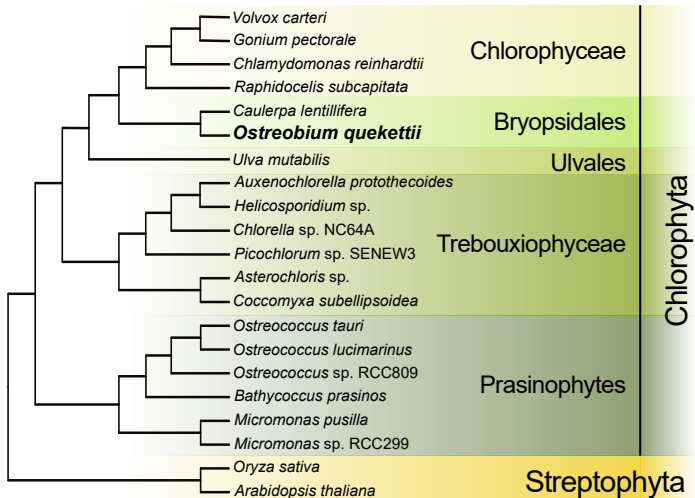 Volvox carteri
Gonium pectorale
Chlamydomonas reinhardtii
Raphidocelis subcapitata
Chlorophyceae
Caulerpa lentillifera
Ostreobium quekettii
Bryopsidales
Ulva mutabilis
Ulvales
Auxenochlorella protothecoides
Helicosporidium sp.
Chlorella sp. NC64A
Picochlorum sp. SENEW3
Asterochloris sp.
Coccomyxa subellipsoidea
Trebouxiophyceae
Ostreococcus tauri
Ostreococcus lucimarinus
Ostreococcus sp. RCC809
Bathycoccus prasinos
Micromonas pusilla
Micromonas sp. RCC299
Prasinophytes
Chlorophyta
Oryza sativa
Arabidopsis thaliana
Streptophyta